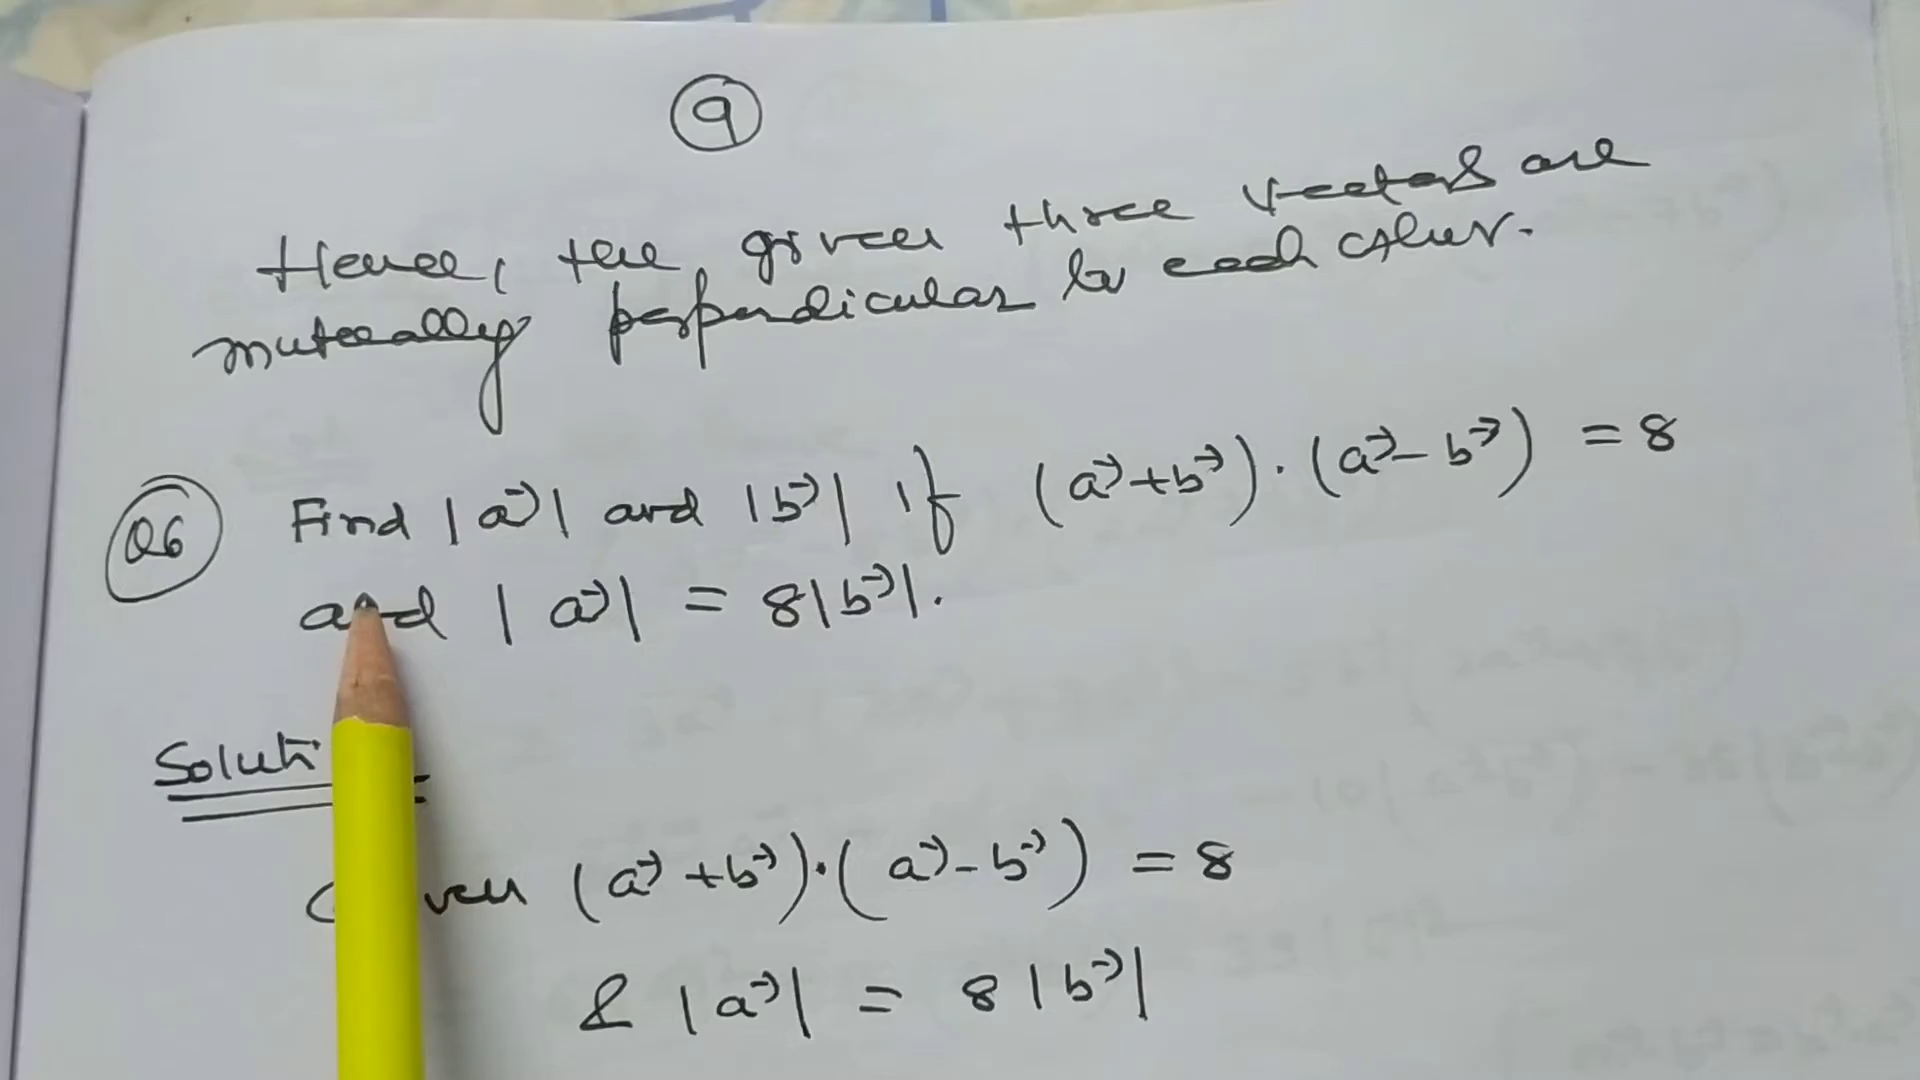 9
Hence, the given three vectors are
mutually perpendicular to each other.
Q6 Find |a⃗| and |b⃗| if (a⃗+b⃗).(a⃗-b⃗) = 8
and |a⃗| = 8|b⃗|.
Soluti
Given (a⃗+b⃗).(a⃗-b⃗) = 8
& |a⃗| = 8|b⃗|